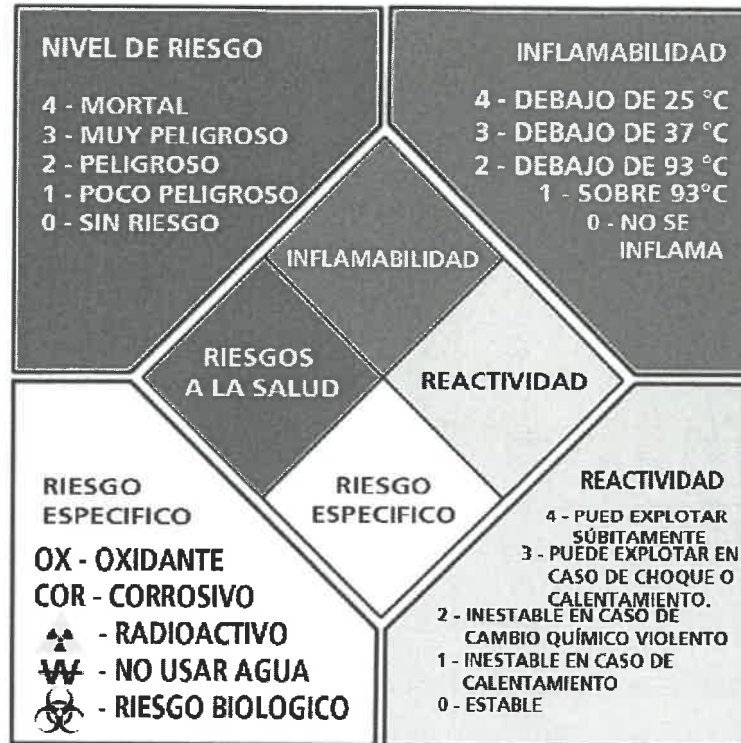 NIVEL DE RIESGO
4 - MORTAL
3 - MUY PELIGROSO
2 - PELIGROSO
1 - POCO PELIGROSO
0 - SIN RIESGO
INFLAMABILIDAD
4 - DEBAJO DE 25 °C
3 - DEBAJO DE 37 °C
2 - DEBAJO DE 93 °C
1 - SOBRE 93°C
0 - NO SE
INFLAMA
INFLAMABILIDAD
RIESGOS
A LA SALUD
REACTIVIDAD
RIESGO
ESPECIFICO
RIESGO
ESPECIFICO
OX - OXIDANTE
COR - CORROSIVO
- RADIOACTIVO
W - NO USAR AGUA
- RIESGO BIOLOGICO
REACTIVIDAD
4 - PUED EXPLOTAR
SÚBITAMENTE
3 - PUEDE EXPLOTAR EN
CASO DE CHOQUE O
CALENTAMIENTO.
2 - INESTABLE EN CASO DE
CAMBIO QUÍMICO VIOLENTO
1 - INESTABLE EN CASO DE
CALENTAMIENTO
0 - ESTABLE